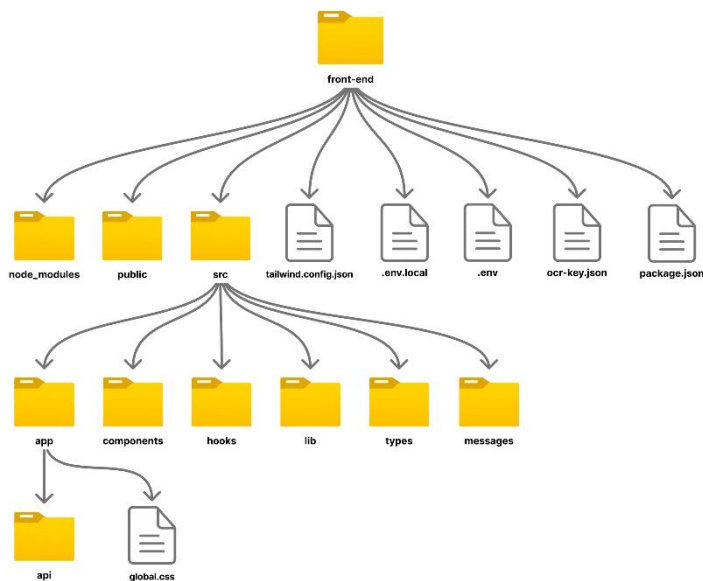 front-end
node_modules
public
src
tailwind.config.json
.env.local
.env
ocr-key.json
package.json
app
components
hooks
lib
types
messages
api
global.css